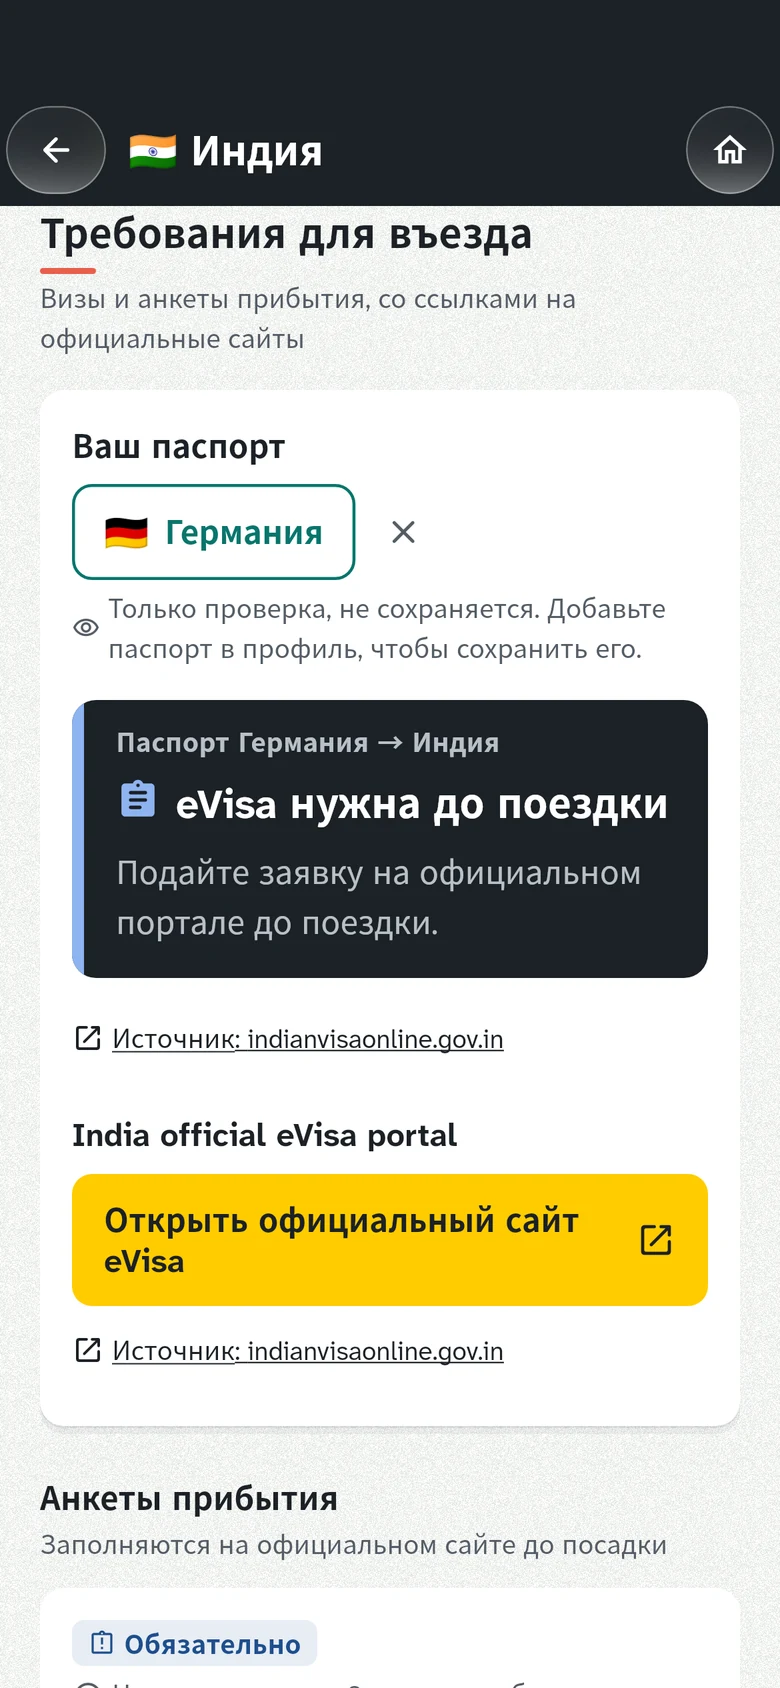 Индия
Требования для въезда
Визы и анкеты прибытия, со ссылками на
официальные сайты
Ваш паспорт
Германия
Только проверка, не сохраняется. Добавьте
паспорт в профиль, чтобы сохранить его.
Паспорт Германия → Индия
eVisa нужна до поездки
Подайте заявку на официальном
портале до поездки.
Источник: indianvisaonline.gov.in
India official eVisa portal
Открыть официальный сайт
eVisa
Источник: indianvisaonline.gov.in
Анкеты прибытия
Заполняются на официальном сайте до посадки
Обязательно